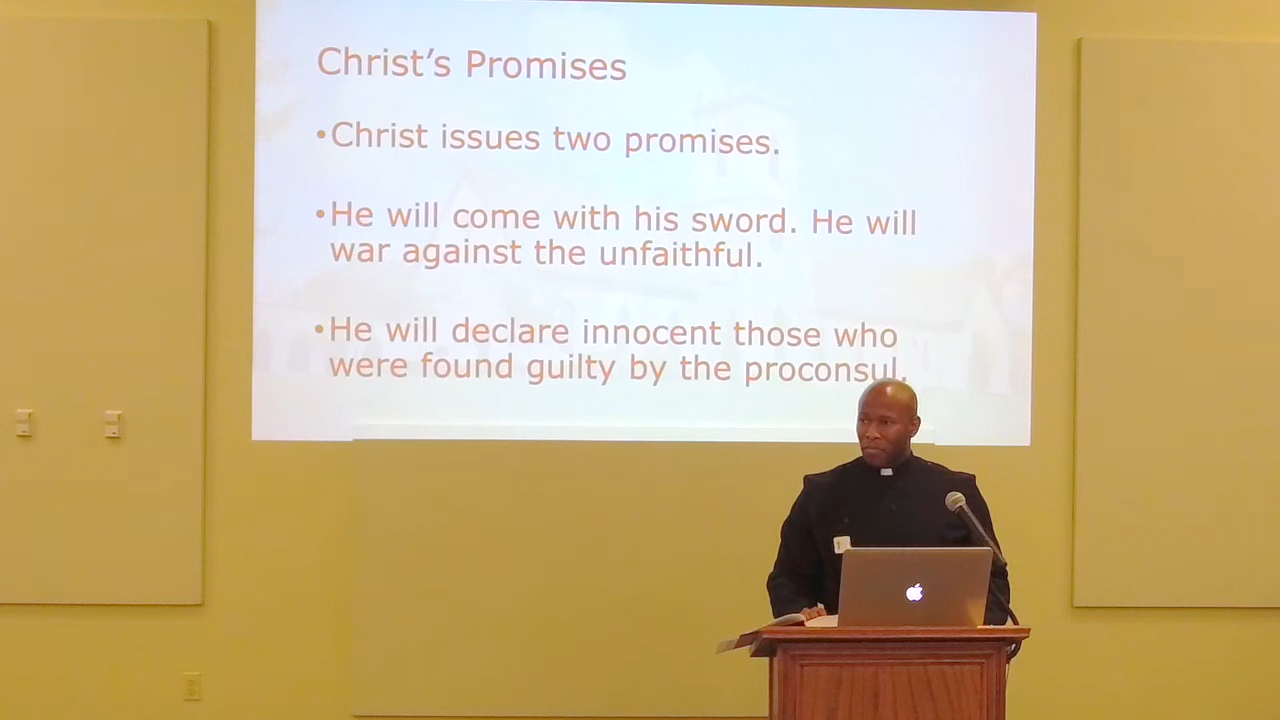 Christ’s Promises
•Christ issues two promises.
•He will come with his sword. He will
war against the unfaithful.
•He will declare innocent those who
were found guilty by the proconsul.